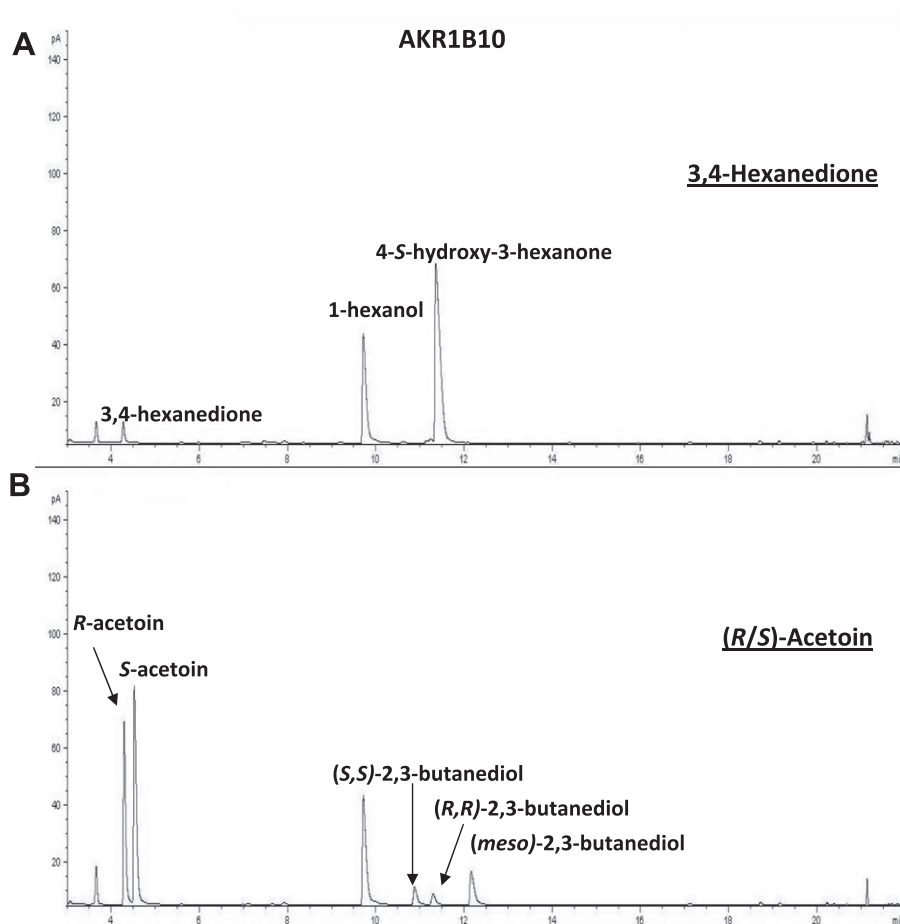 A
AKR1B10
pA
140
120
100
80
60
40
20
3,4-Hexanedione
4-S-hydroxy-3-hexanone
1-hexanol
3,4-hexanedione
4 6 8 10 12 14 16 18 20
B
pA
140
120
100
80
60
40
20
R-acetoin
S-acetoin
(R/S)-Acetoin
(S,S)-2,3-butanediol
(R,R)-2,3-butanediol
(meso)-2,3-butanediol
4 6 8 10 12 14 16 18 20